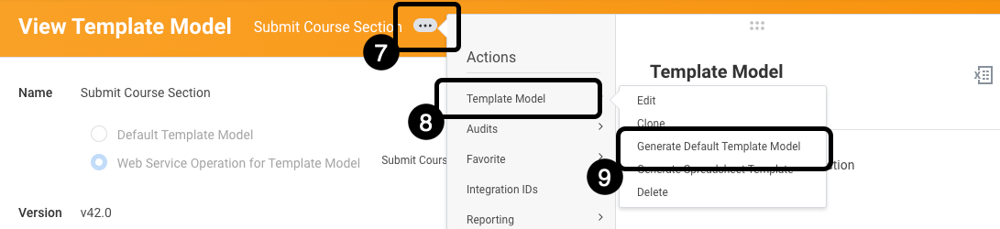 View Template Model Submit Course Section
7
Actions
Template Model
Name Submit Course Section
Template Model
8
Edit
Clone
Default Template Model
Audits
Generate Default Template Model
Web Service Operation for Template Model Submit Cours
Favorite
9
Generate Spreadsheet Template
ction
Integration IDs
Delete
Version v42.0
Reporting